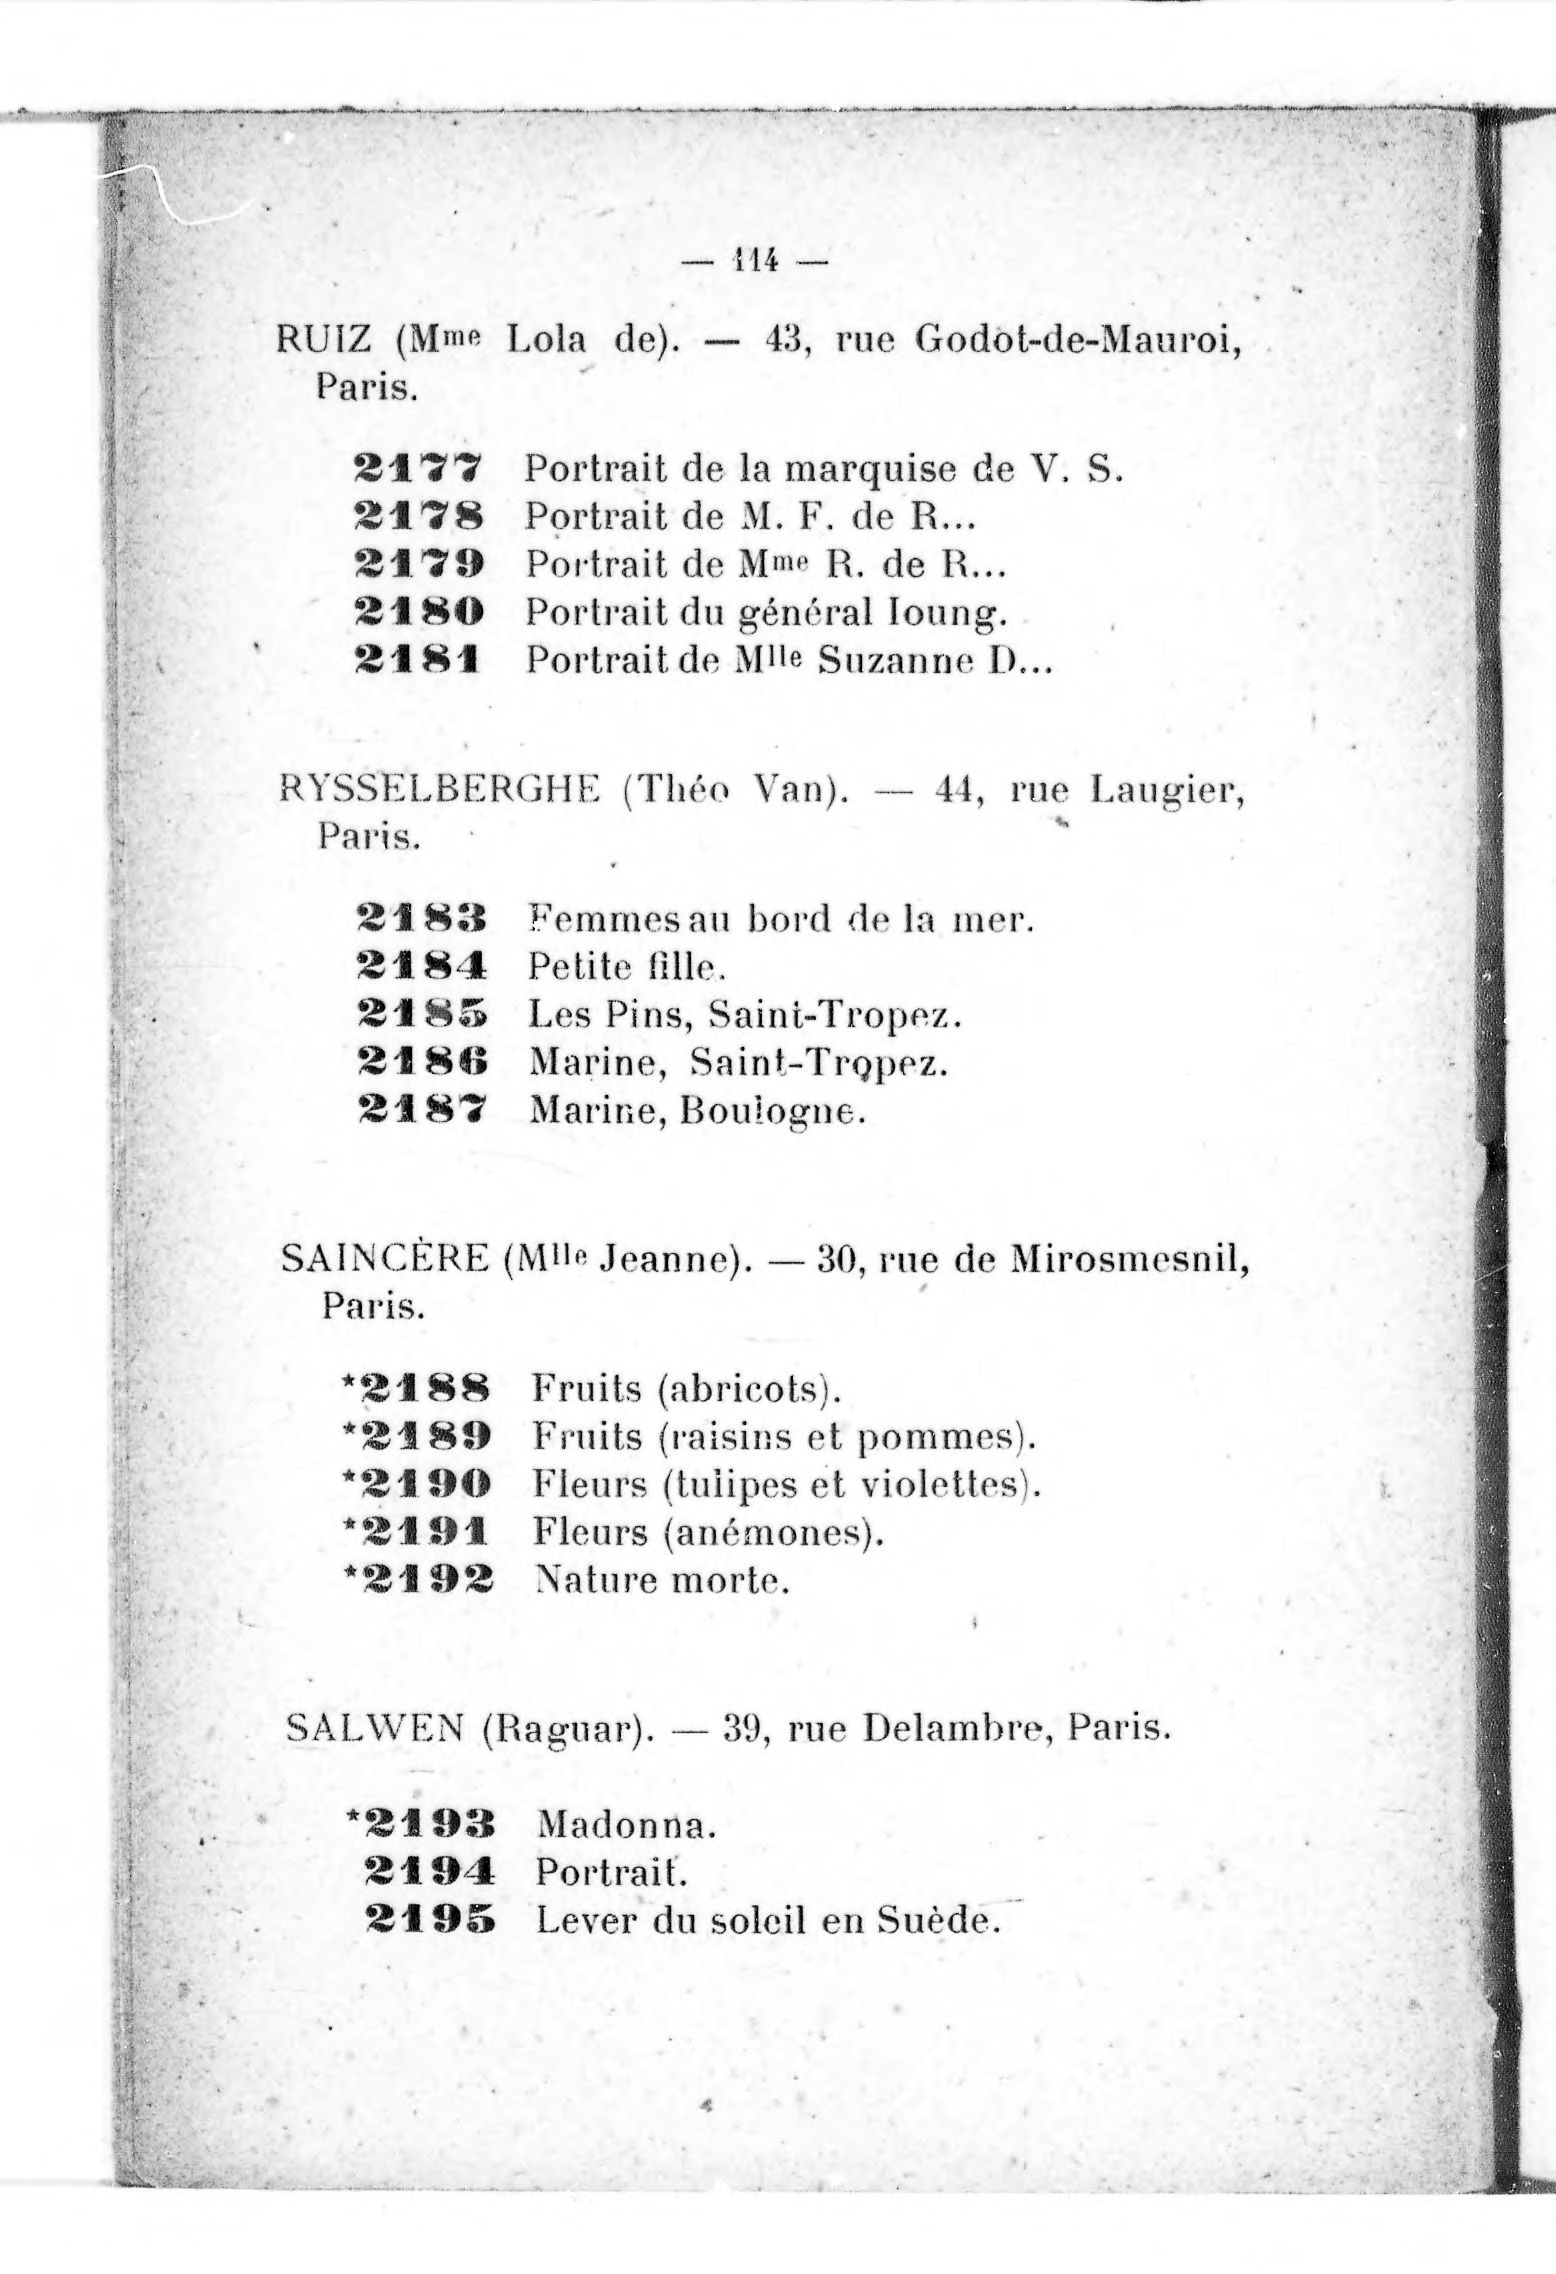 — 114 —
RUIZ (Mme Lola de). — 43, rue Godot-de-Mauroi,
Paris.
2177 Portrait de la marquise de V. S.
2178 Portrait de M. F. de R...
2179 Portrait de Mme R. de R...
2180 Portrait du général Ioung.
2181 Portrait de Mlle Suzanne D...
RYSSELBERGHE (Théo Van). — 44, rue Laugier,
Paris.
2183 Femmes au bord de la mer.
2184 Petite fille.
2185 Les Pins, Saint-Tropez.
2186 Marine, Saint-Tropez.
2187 Marine, Boulogne.
SAINCÈRE (Mlle Jeanne). — 30, rue de Mirosmesnil,
Paris.
*2188 Fruits (abricots).
*2189 Fruits (raisins et pommes).
*2190 Fleurs (tulipes et violettes).
*2191 Fleurs (anémones).
*2192 Nature morte.
SALWEN (Raguar). — 39, rue Delambre, Paris.
*2193 Madonna.
2194 Portrait.
2195 Lever du soleil en Suède.